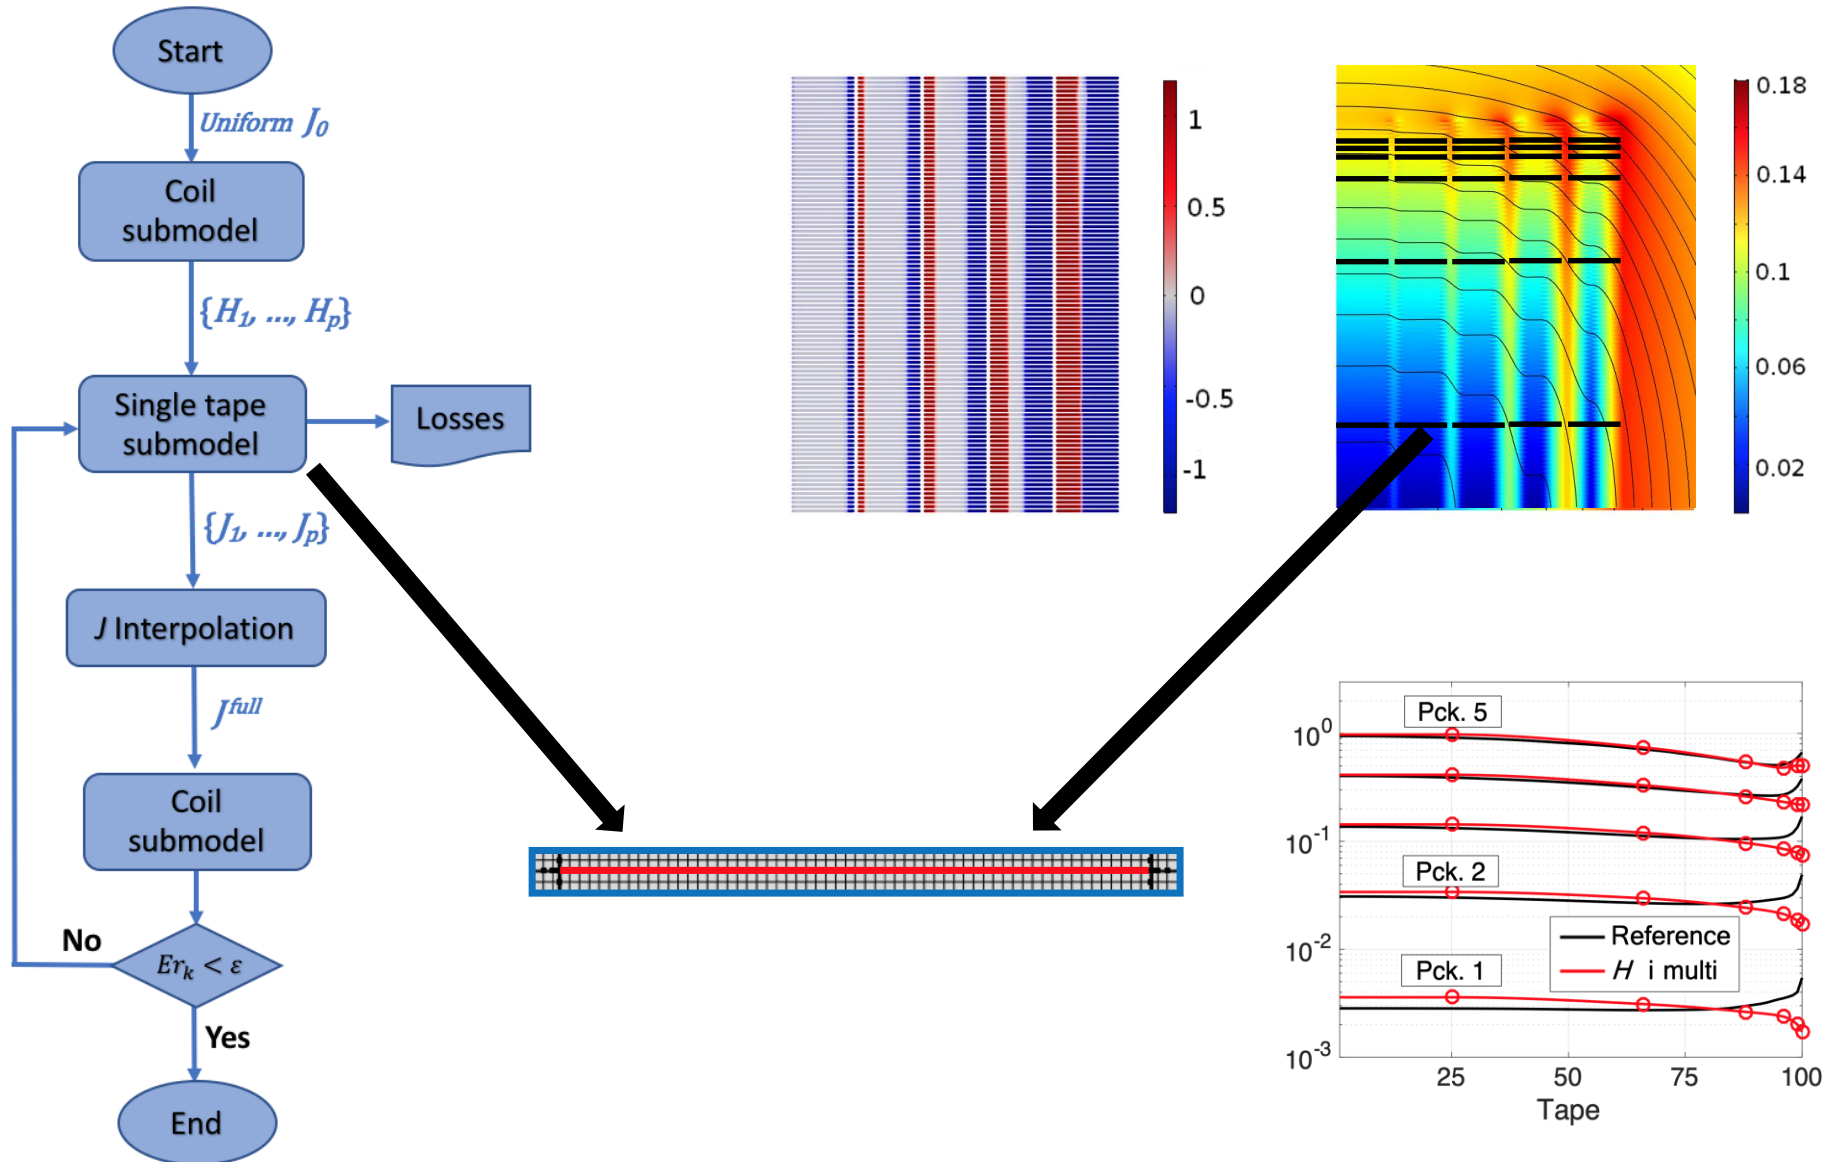 Start
Uniform J₀
Coil
submodel
{H₁, ..., Hₚ}
Single tape
submodel
Losses
{J₁, ..., Jₚ}
J Interpolation
J^full
Coil
submodel
Er_k < ε
No
Yes
End
1
0.5
0
-0.5
-1
0.18
0.14
0.1
0.06
0.02
Pck. 5
Pck. 2
Pck. 1
Reference
H i multi
10^0
10^-1
10^-2
10^-3
25 50 75 100
Tape